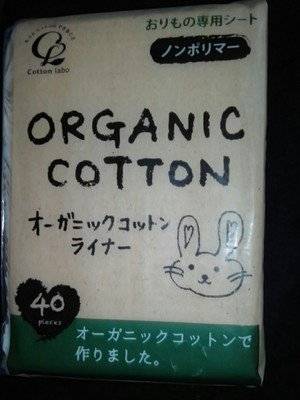 Cotton labo
おりもの専用シート
ノンポリマー
ORGANIC
COTTON
オーガニックコットン
ライナー
40
pieces
オーガニックコットンで
作りました。